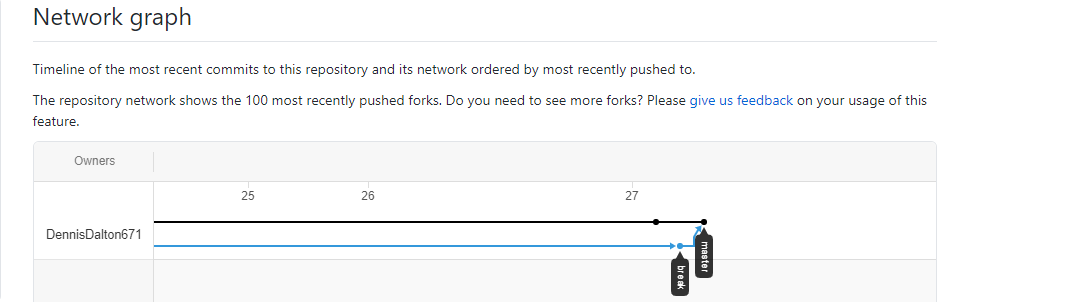 Network graph
Timeline of the most recent commits to this repository and its network ordered by most recently pushed to.
The repository network shows the 100 most recently pushed forks. Do you need to see more forks? Please give us feedback on your usage of this
feature.
Owners
25 26 27
DennisDalton671
master
break